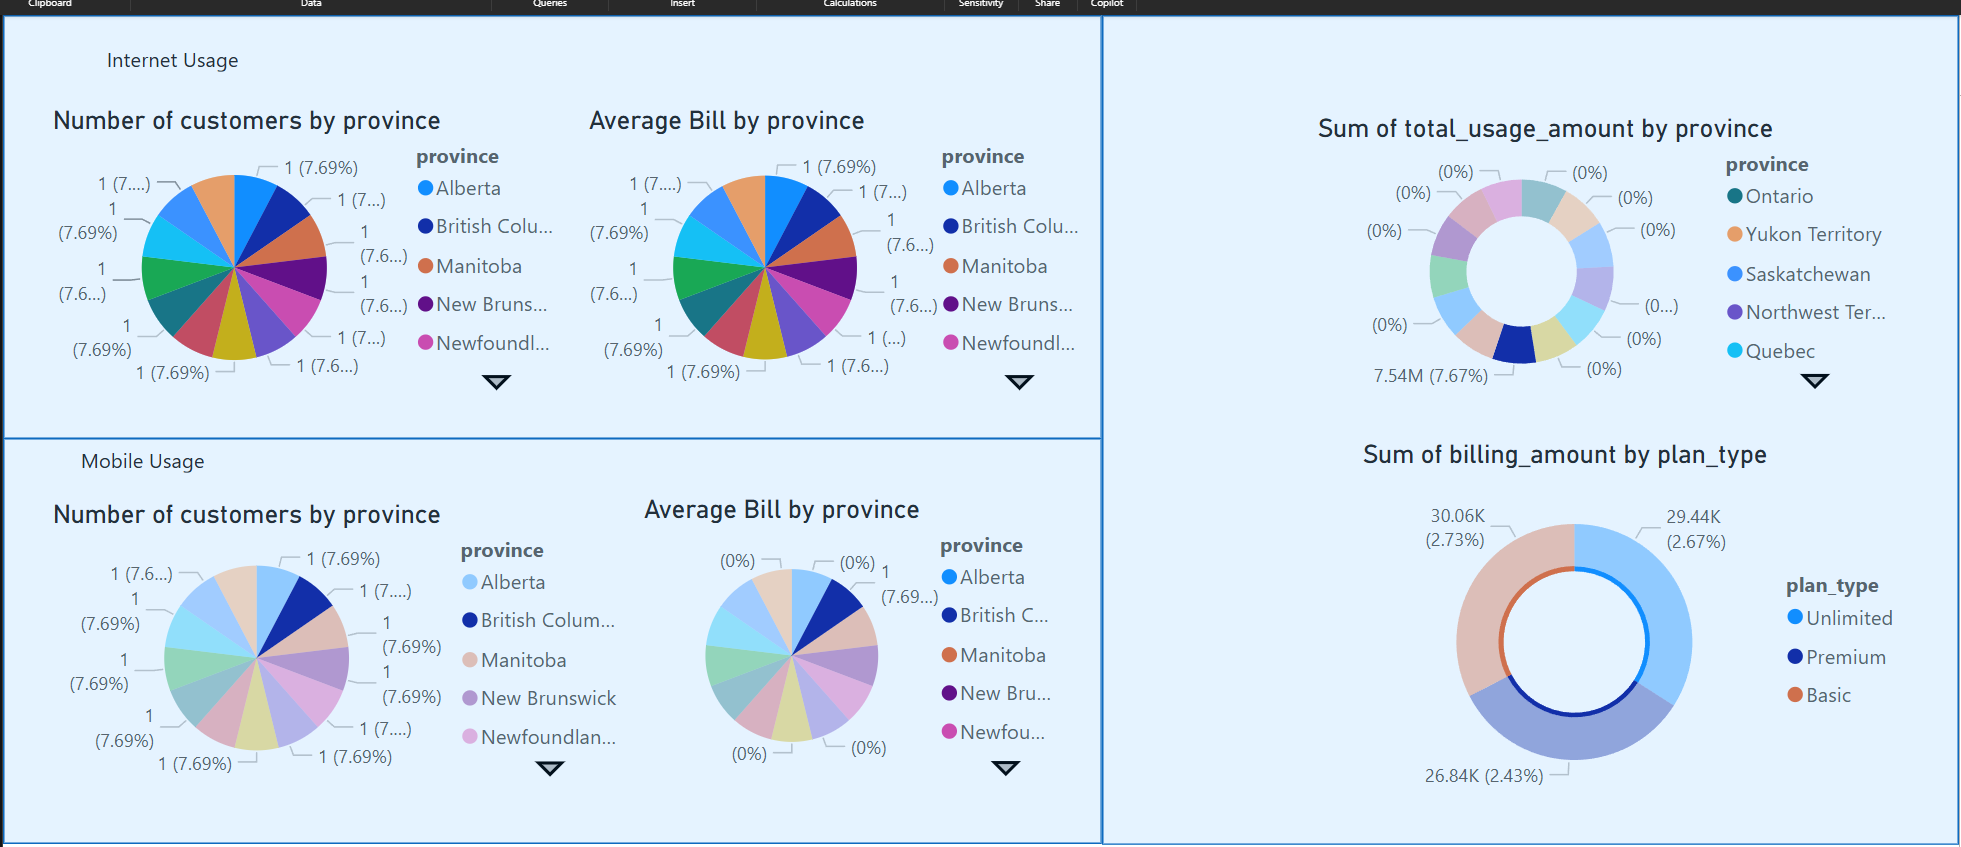 Clipboard
Data
Queries
Insert
Calculations
Sensitivity
Share
Copilot
Internet Usage
Number of customers by province
1 (7.69%)
1 (7...)
1
(7.6...)
1
(7.6...)
1 (7...)
1 (7.6...)
1 (7.69%)
1
(7.69%)
1
(7.6...)
1
(7.69%)
1 (7....)
province
Alberta
British Colu...
Manitoba
New Bruns...
Newfoundl...
Average Bill by province
1 (7.69%)
1 (7...)
1
(7.6...)
1
(7.6...)
1 (...)
1 (7.6...)
1 (7.69%)
1
(7.69%)
1
(7.6...)
1
(7.69%)
1 (7....)
province
Alberta
British Colu...
Manitoba
New Bruns...
Newfoundl...
Mobile Usage
Number of customers by province
1 (7.69%)
1 (7....)
1
(7.69%)
1
(7.69%)
1 (7....)
1 (7.69%)
1 (7.69%)
1
(7.69%)
1
(7.69%)
1
(7.69%)
1 (7.6...)
province
Alberta
British Colum...
Manitoba
New Brunswick
Newfoundlan...
Average Bill by province
(0%)
(0%)
1
(7.69...)
(0%)
(0%)
province
Alberta
British C...
Manitoba
New Bru...
Newfou...
Sum of total_usage_amount by province
(0%)
(0%)
(0%)
(0...)
(0%)
(0%)
7.54M (7.67%)
(0%)
(0%)
(0%)
(0%)
province
Ontario
Yukon Territory
Saskatchewan
Northwest Ter...
Quebec
Sum of billing_amount by plan_type
30.06K
(2.73%)
29.44K
(2.67%)
26.84K (2.43%)
plan_type
Unlimited
Premium
Basic